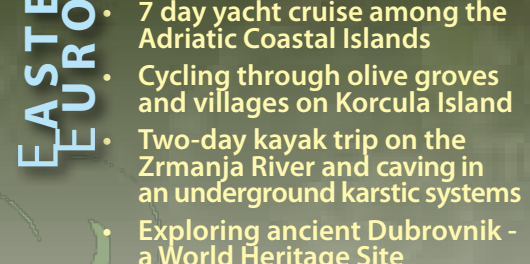 EASTE
EURO
• 7 day yacht cruise among the
Adriatic Coastal Islands
• Cycling through olive groves
and villages on Korcula Island
• Two-day kayak trip on the
Zrmanja River and caving in
an underground karstic systems
• Exploring ancient Dubrovnik -
a World Heritage Site